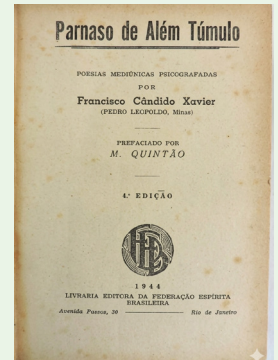 Parnaso de Além Túmulo
POESIAS MEDIÚNICAS PSICOGRAFADAS
POR
Francisco Cândido Xavier
(PEDRO LEOPOLDO, Minas)
PREFACIADO POR
M. QUINTÃO
4.ª EDIÇÃO
FEB
1944
LIVRARIA EDITORA DA FEDERAÇÃO ESPÍRITA
BRASILEIRA
Avenida Passos, 30 — Rio de Janeiro